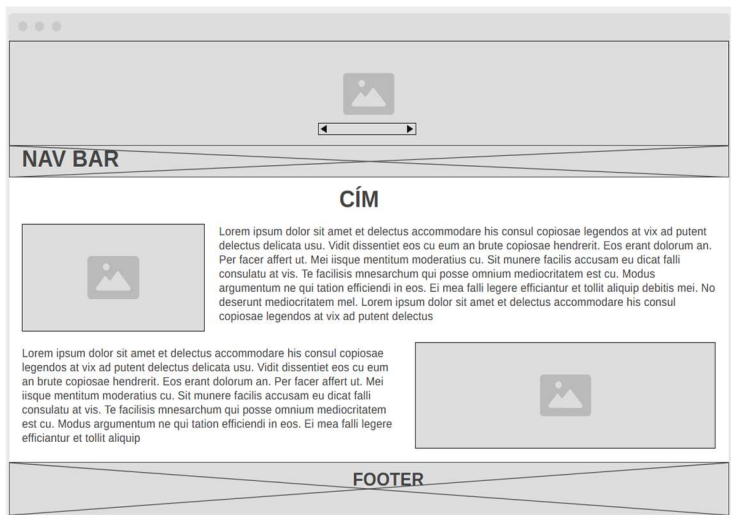 NAV BAR
CÍM
Lorem ipsum dolor sit amet et delectus accommodare his consul copiosae legendos at vix ad putent
delectus delicata usu. Vidit dissentiet eos cu eum an brute copiosae hendrerit. Eos erant dolorum an.
Per facer affert ut. Mei iisque mentitum moderatius cu. Sit munere facilis accusam eu dicat falli
consulatu at vis. Te facilisis mnesarchum qui posse omnium mediocritatem est cu. Modus
argumentum ne qui tation efficiendi in eos. Ei mea falli legere efficiantur et tollit aliquip debitis mei. No
deserunt mediocritatem mel. Lorem ipsum dolor sit amet et delectus accommodare his consul
copiosae legendos at vix ad putent delectus
Lorem ipsum dolor sit amet et delectus accommodare his consul copiosae
legendos at vix ad putent delectus delicata usu. Vidit dissentiet eos cu eum
an brute copiosae hendrerit. Eos erant dolorum an. Per facer affert ut. Mei
iisque mentitum moderatius cu. Sit munere facilis accusam eu dicat falli
consulatu at vis. Te facilisis mnesarchum qui posse omnium mediocritatem
est cu. Modus argumentum ne qui tation efficiendi in eos. Ei mea falli legere
efficiantur et tollit aliquip
FOOTER